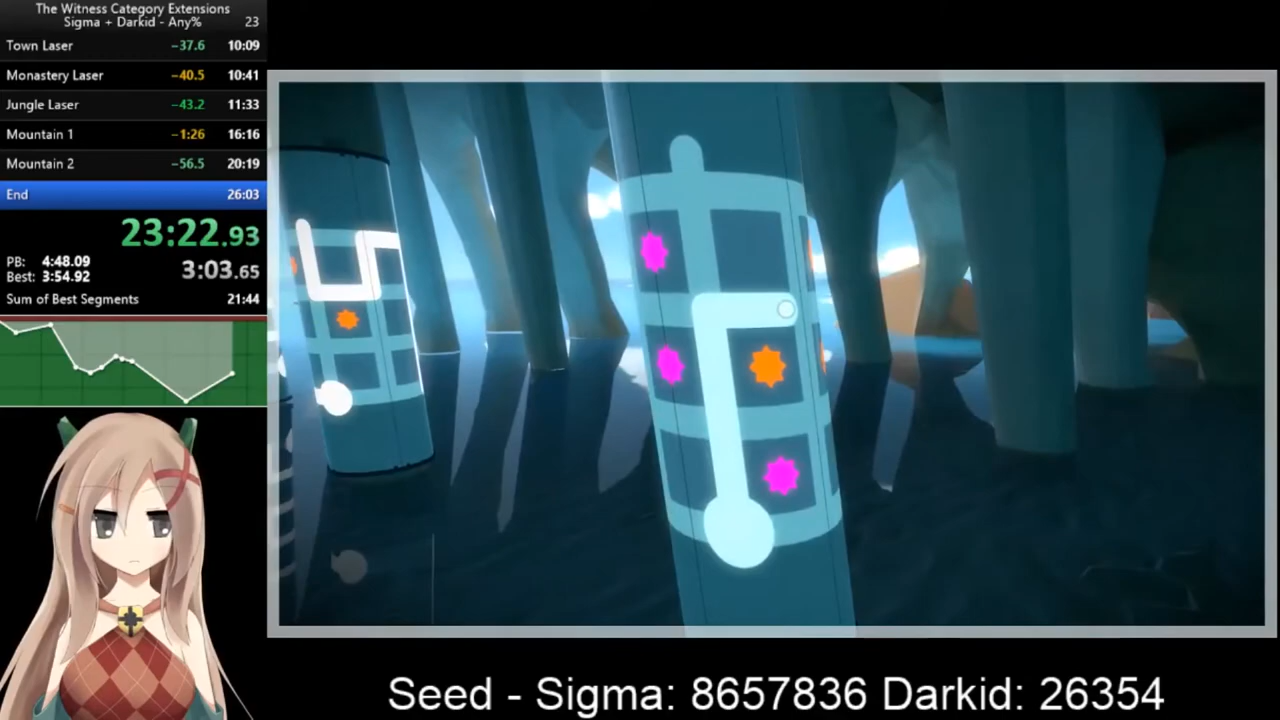 The Witness Category Extensions
Sigma + Darkid - Any% 23
Town Laser -37.6 10:09
Monastery Laser -40.5 10:41
Jungle Laser -43.2 11:33
Mountain 1 -1:26 16:16
Mountain 2 -56.5 20:19
End 26:03
23:22.93
PB: 4:48.09
Best: 3:54.92
3:03.65
Sum of Best Segments 21:44
Seed - Sigma: 8657836 Darkid: 26354